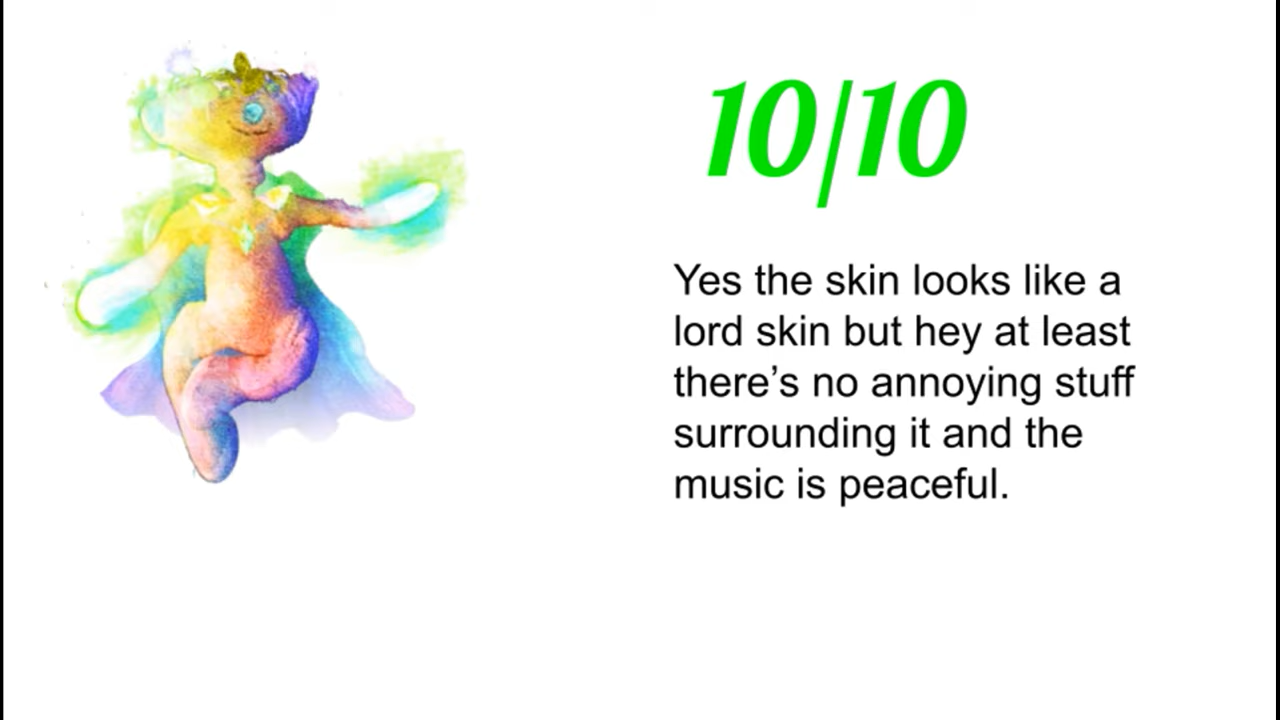 10/10
Yes the skin looks like a
lord skin but hey at least
there’s no annoying stuff
surrounding it and the
music is peaceful.